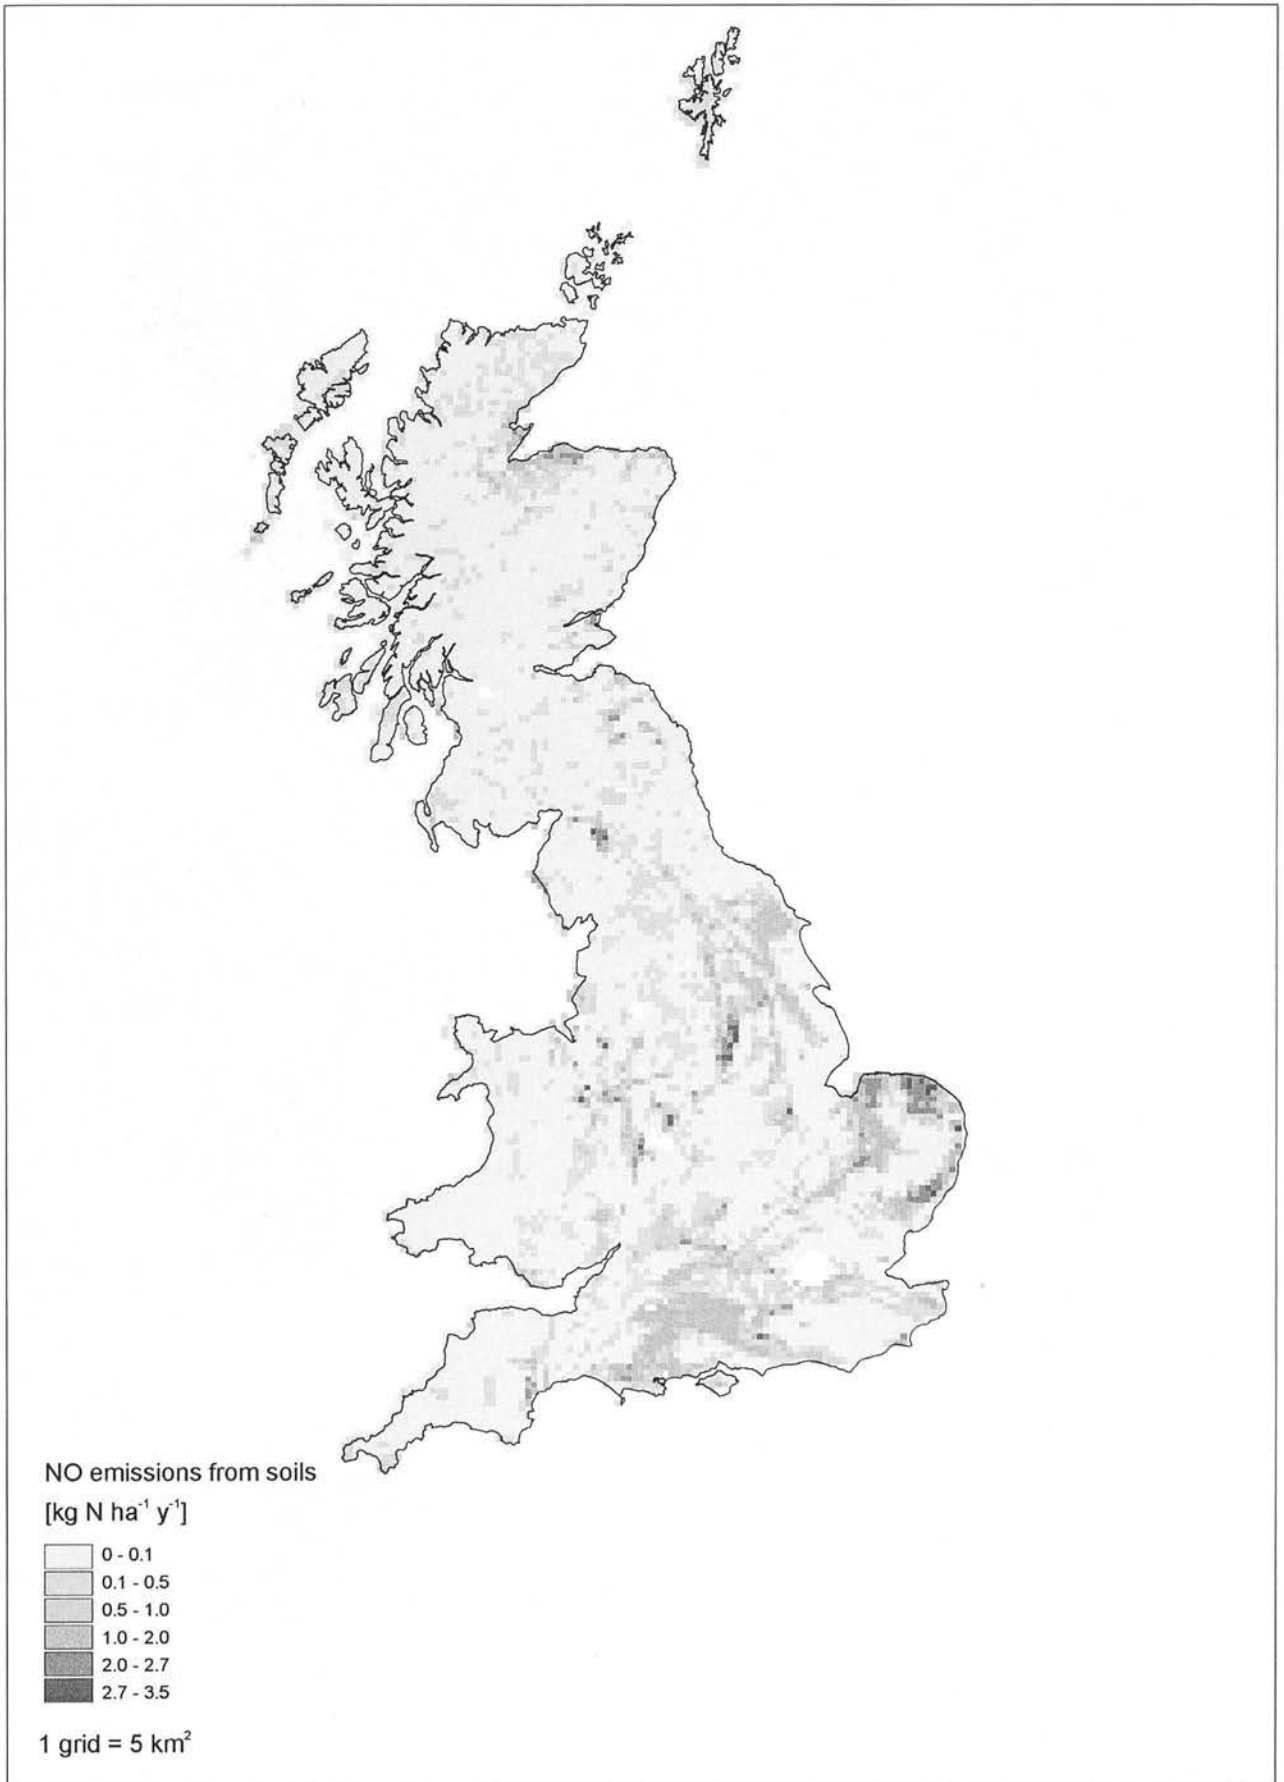 NO emissions from soils
[kg N ha⁻¹ y⁻¹]
0 - 0.1
0.1 - 0.5
0.5 - 1.0
1.0 - 2.0
2.0 - 2.7
2.7 - 3.5
1 grid = 5 km²